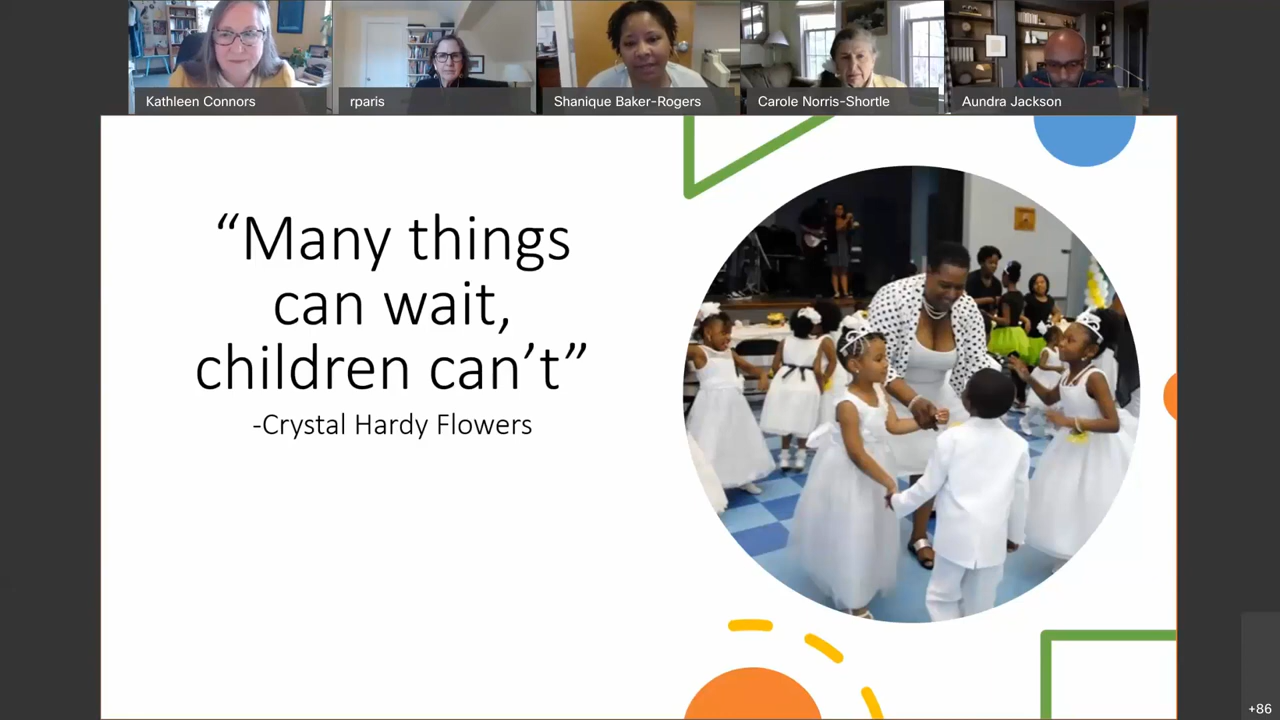 Kathleen Connors
rparis
Shanique Baker-Rogers
Carole Norris-Shortle
Aundra Jackson
“Many things
can wait,
children can’t”
-Crystal Hardy Flowers
+86